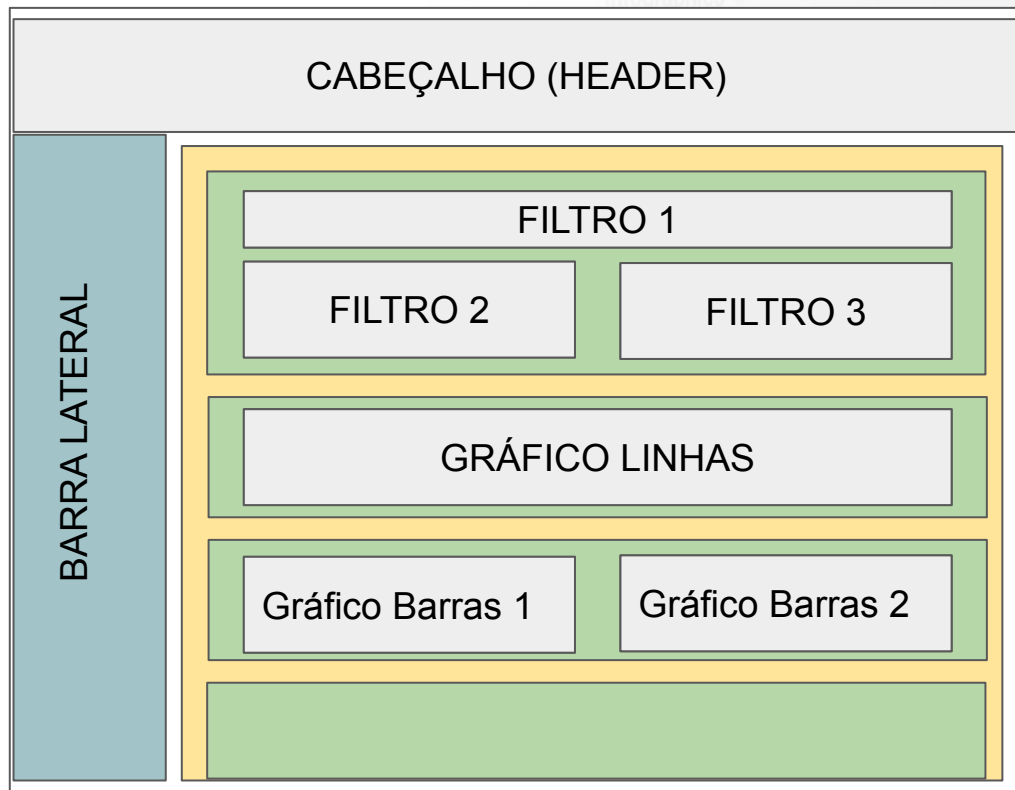 CABEÇALHO (HEADER)
BARRA LATERAL
FILTRO 1
FILTRO 2
FILTRO 3
GRÁFICO LINHAS
Gráfico Barras 1
Gráfico Barras 2